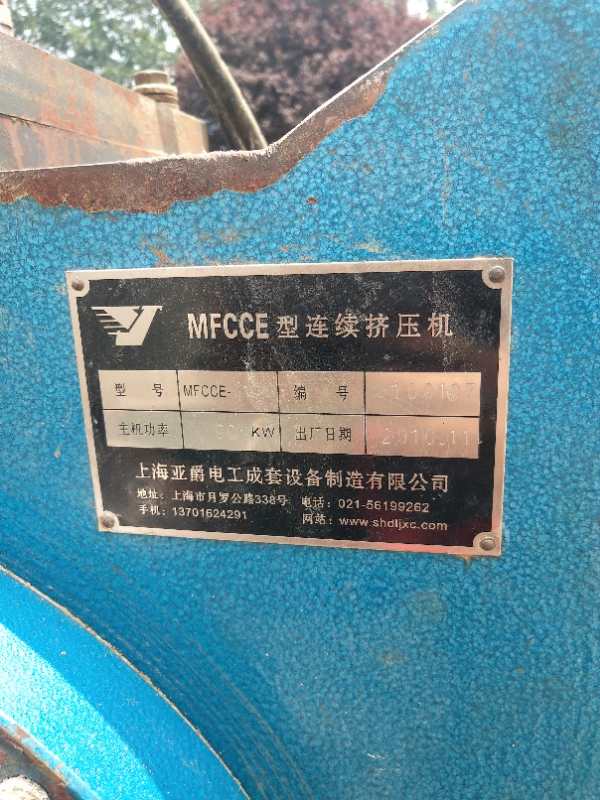 MFCCE型连续挤压机
型号 MFCCE- 编号
主机功率 KW 出厂日期
上海亚爵电工成套设备制造有限公司
地址：上海市月罗公路338号 电话：021-56199262
手机：13701624291 网站：www.shdljxc.com